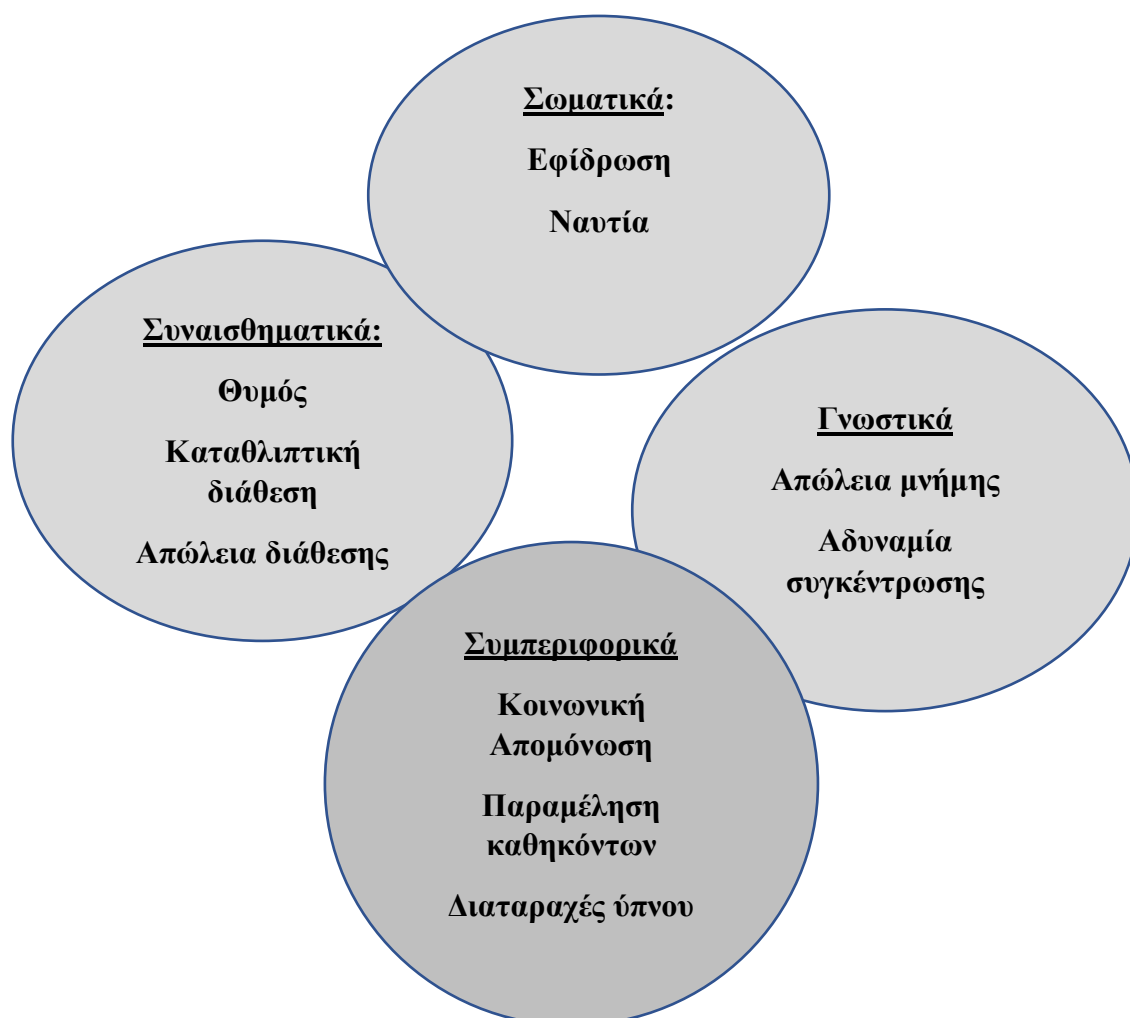 Σωματικά:
Εφίδρωση
Ναυτία
Συναισθηματικά:
Θυμός
Καταθλιπτική
διάθεση
Απώλεια διάθεσης
Γνωστικά
Απώλεια μνήμης
Αδυναμία
συγκέντρωσης
Συμπεριφορικά
Κοινωνική
Απομόνωση
Παραμέληση
καθηκόντων
Διαταραχές ύπνου